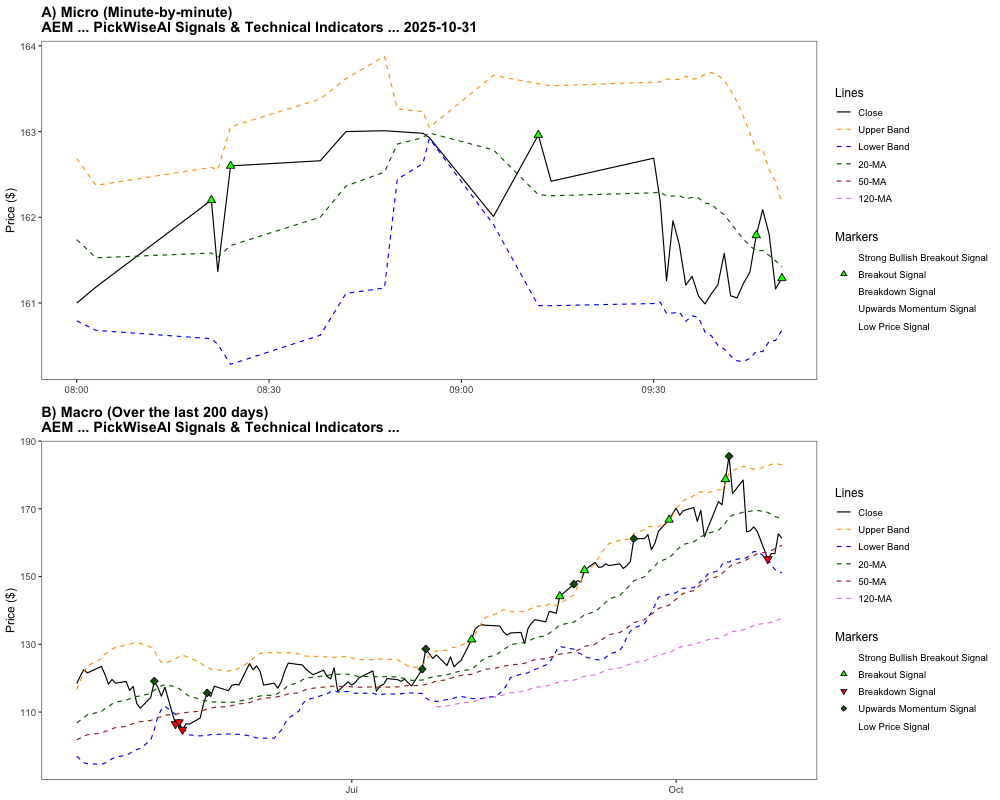 A) Micro (Minute-by-minute)
AEM ... PickWiseAI Signals & Technical Indicators ... 2025-10-31
164
163
162
161
Price ($)
08:00
08:30
09:00
09:30
Lines
Close
Upper Band
Lower Band
20-MA
50-MA
120-MA
Markers
Strong Bullish Breakout Signal
Breakout Signal
Breakdown Signal
Upwards Momentum Signal
Low Price Signal
B) Macro (Over the last 200 days)
AEM ... PickWiseAI Signals & Technical Indicators ...
190
170
150
130
110
Price ($)
Jul
Oct
Lines
Close
Upper Band
Lower Band
20-MA
50-MA
120-MA
Markers
Strong Bullish Breakout Signal
Breakout Signal
Breakdown Signal
Upwards Momentum Signal
Low Price Signal